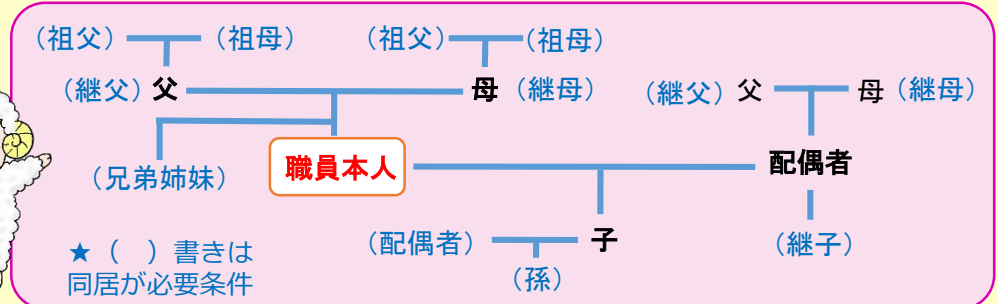 （祖父） （祖母） （祖父） （祖母）
（継父） 父 母 （継母） （継父） 父 母 （継母）
（兄弟姉妹） 職員本人 配偶者
（配偶者） 子 （継子）
（孫）
★（　）書きは
同居が必要条件